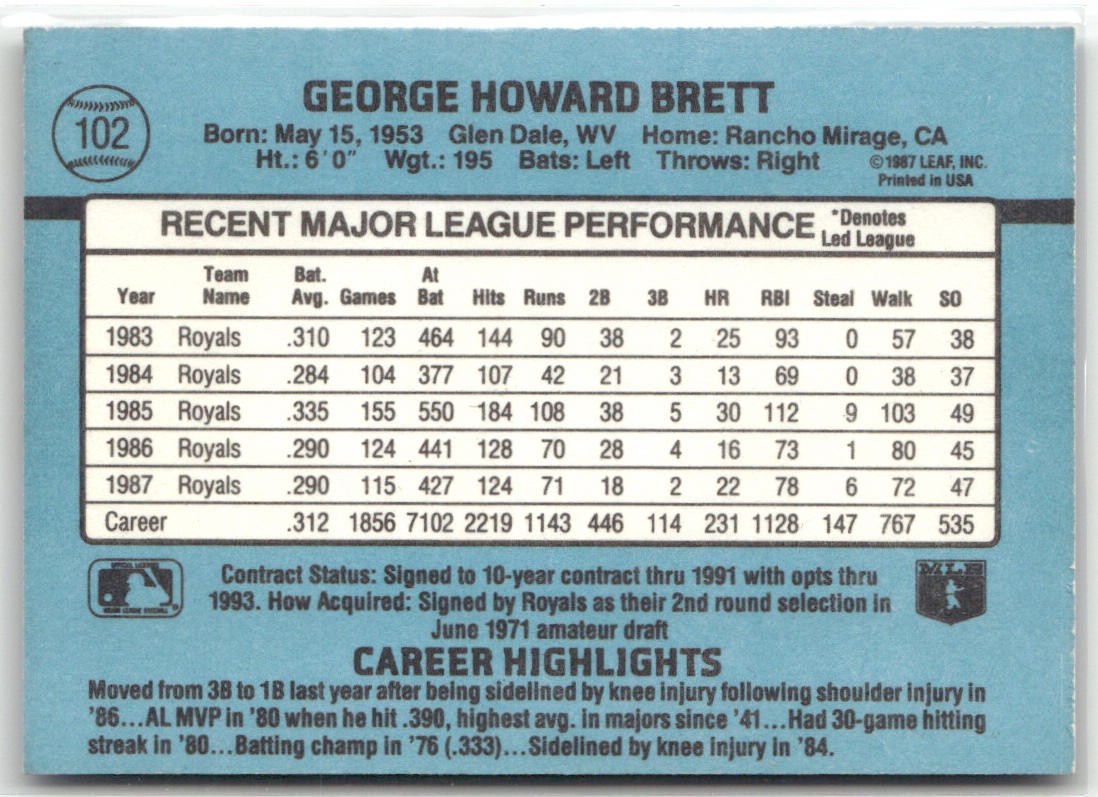 GEORGE HOWARD BRETT
102
Born: May 15, 1953 Glen Dale, WV Home: Rancho Mirage, CA
Ht.: 6'0" Wgt.: 195 Bats: Left Throws: Right
©1987 LEAF, INC.
Printed in USA
RECENT MAJOR LEAGUE PERFORMANCE
*Denotes
Led League
Year Team Name Bat. Avg. Games At Bat Hits Runs 2B 3B HR RBI Steal Walk SO
1983 Royals .310 123 464 144 90 38 2 25 93 0 57 38
1984 Royals .284 104 377 107 42 21 3 13 69 0 38 37
1985 Royals .335 155 550 184 108 38 5 30 112 9 103 49
1986 Royals .290 124 441 128 70 28 4 16 73 1 80 45
1987 Royals .290 115 427 124 71 18 2 22 78 6 72 47
Career .312 1856 7102 2219 1143 446 114 231 1128 147 767 535
Contract Status: Signed to 10-year contract thru 1991 with opts thru
1993. How Acquired: Signed by Royals as their 2nd round selection in
June 1971 amateur draft
MAJOR LEAGUE BASEBALL
CAREER HIGHLIGHTS
Moved from 3B to 1B last year after being sidelined by knee injury following shoulder injury in
'86...AL MVP in '80 when he hit .390, highest avg. in majors since '41...Had 30-game hitting
streak in '80...Batting champ in '76 (.333)...Sidelined by knee injury in '84.